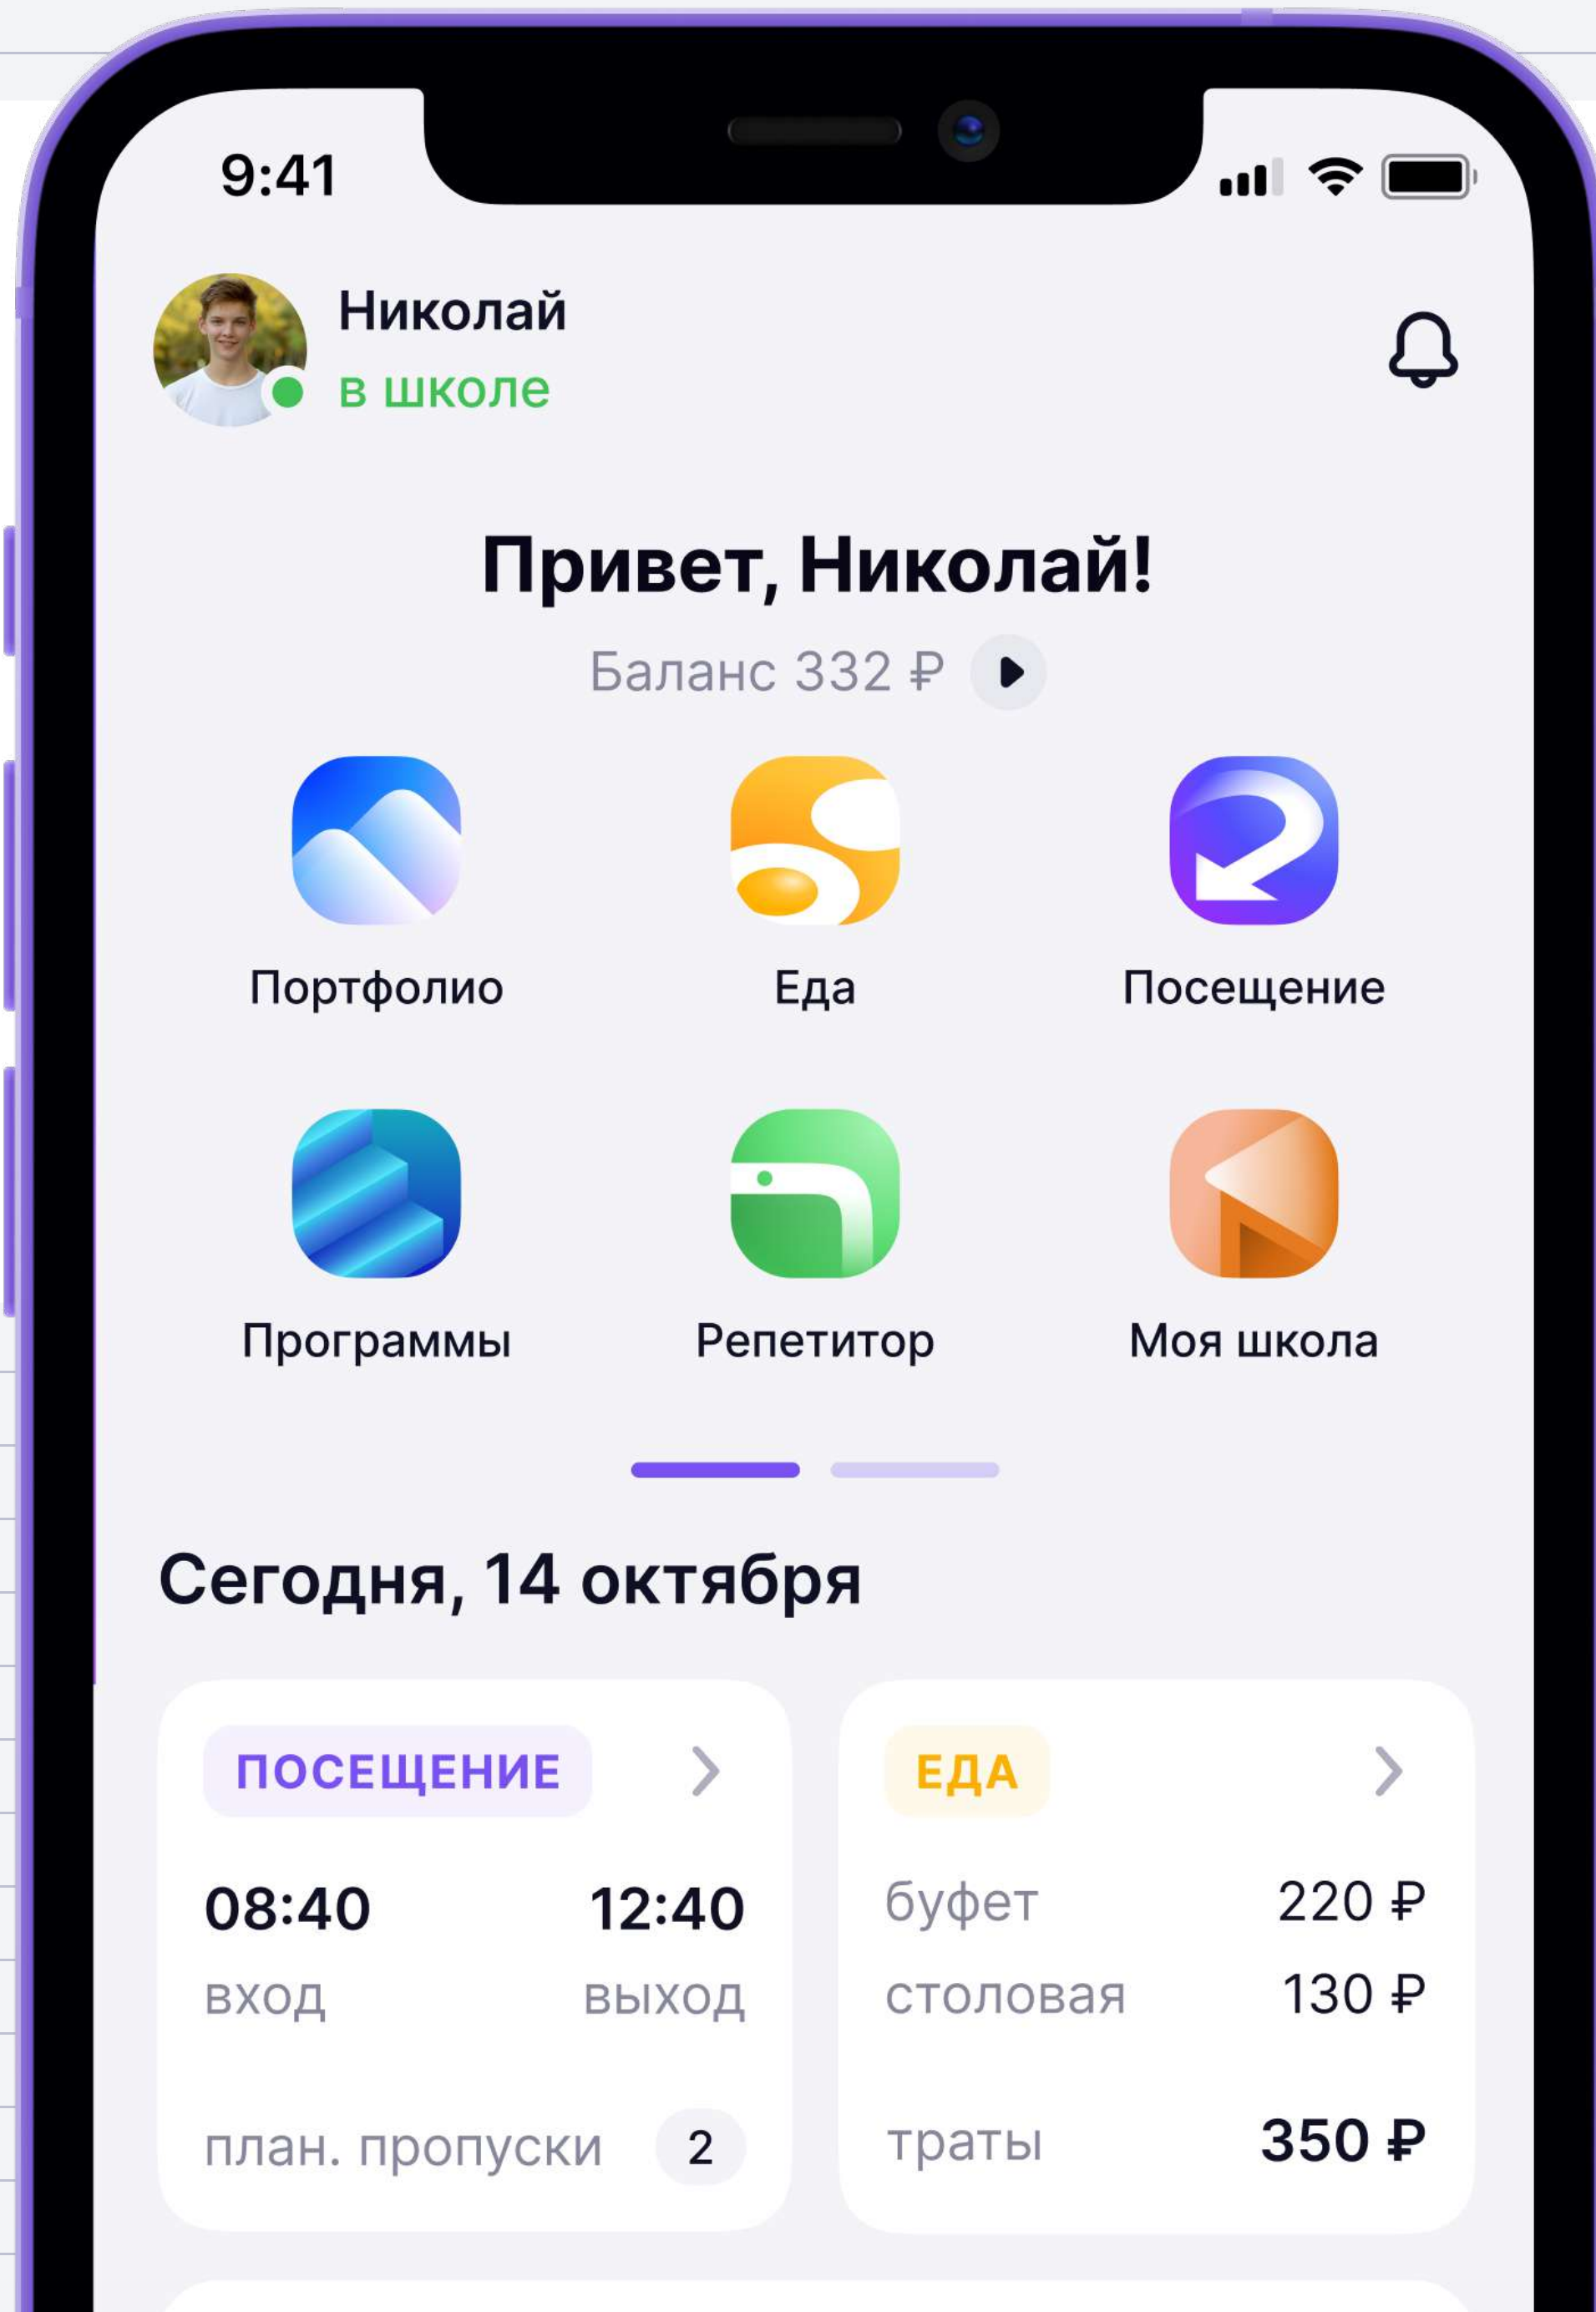 9:41
Николай
в школе
Привет, Николай!
Баланс 332 ₽
Портфолио
Еда
Посещение
Программы
Репетитор
Моя школа
Сегодня, 14 октября
ПОСЕЩЕНИЕ
08:40 12:40
вход выход
план. пропуски 2
ЕДА
буфет 220 ₽
столовая 130 ₽
траты 350 ₽